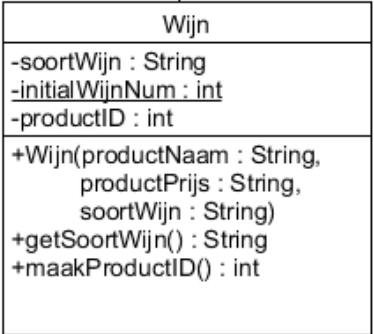 Wijn
-soortWijn : String
-initialWijnNum : int
-productID : int
+Wijn(productNaam : String,
productPrijs : String,
soortWijn : String)
+getSoortWijn() : String
+maakProductID() : int